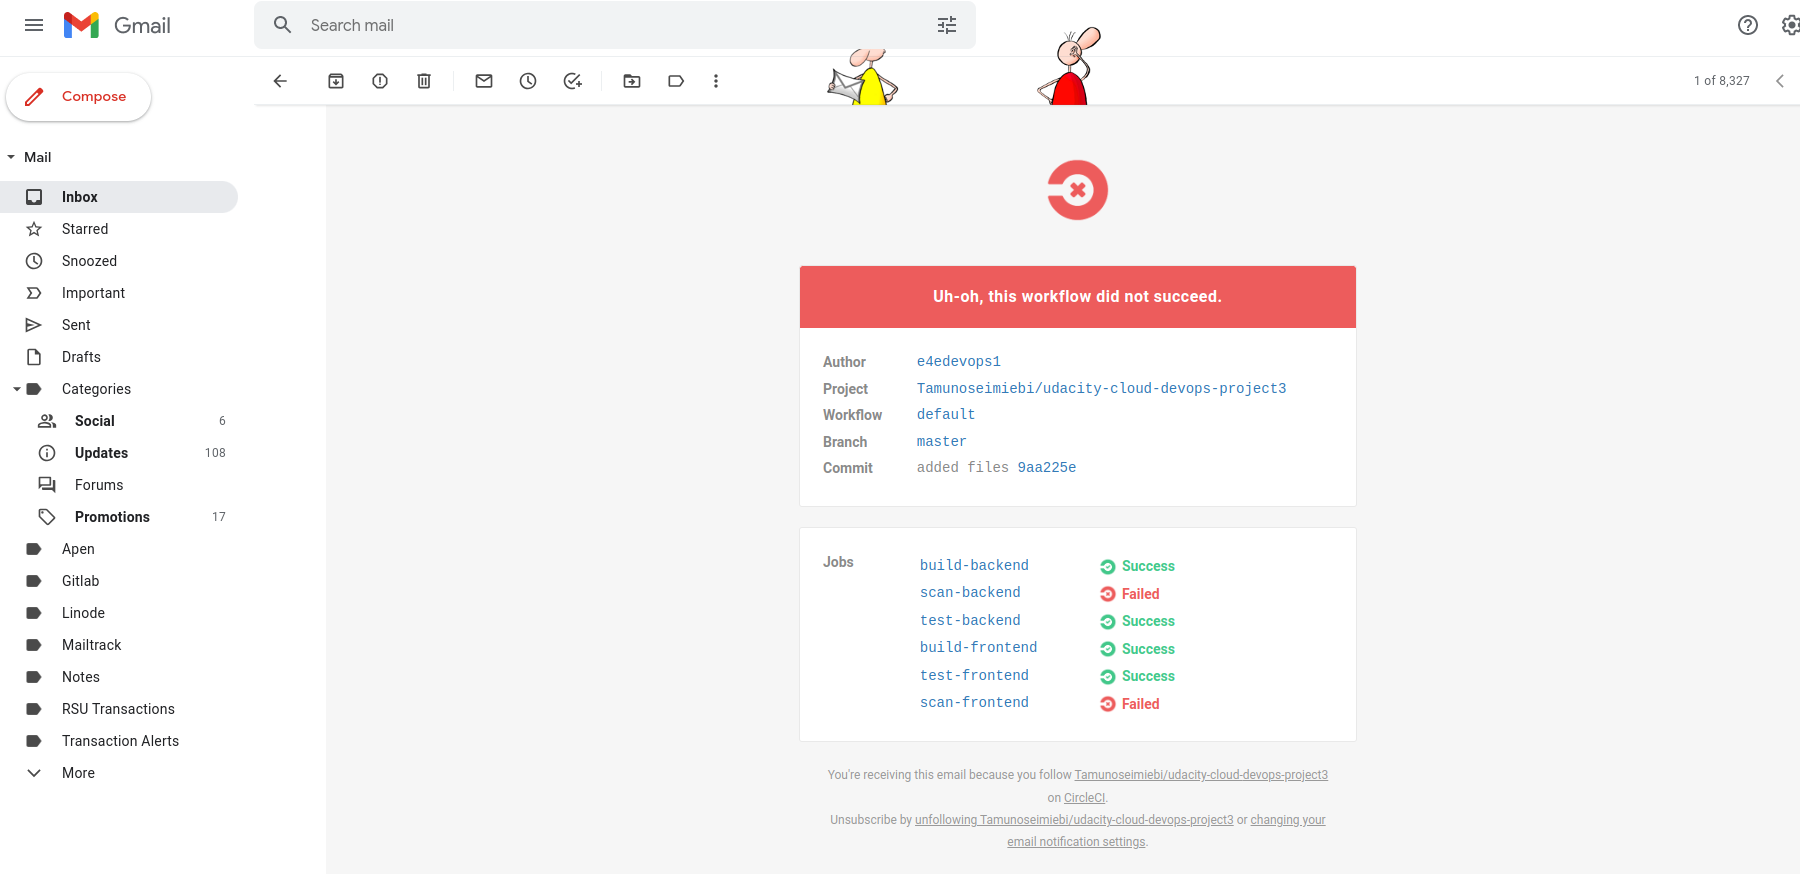 Gmail
Search mail
Compose
1 of 8,327
Mail
Inbox
Starred
Snoozed
Important
Sent
Drafts
Categories
Social 6
Updates 108
Forums
Promotions 17
Apen
Gitlab
Linode
Mailtrack
Notes
RSU Transactions
Transaction Alerts
More
Uh-oh, this workflow did not succeed.
Author e4edevops1
Project Tamunoseimiebi/udacity-cloud-devops-project3
Workflow default
Branch master
Commit added files 9aa225e
Jobs build-backend Success
scan-backend Failed
test-backend Success
build-frontend Success
test-frontend Success
scan-frontend Failed
You're receiving this email because you follow Tamunoseimiebi/udacity-cloud-devops-project3
on CircleCI.
Unsubscribe by unfollowing Tamunoseimiebi/udacity-cloud-devops-project3 or changing your
email notification settings.